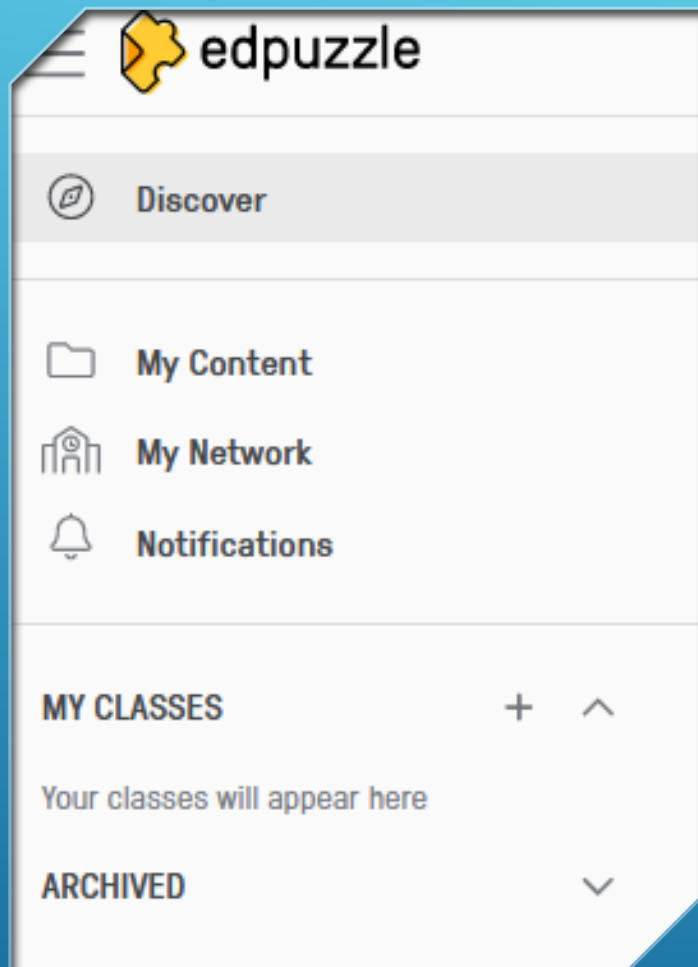 edpuzzle
Discover
My Content
My Network
Notifications
MY CLASSES
Your classes will appear here
ARCHIVED